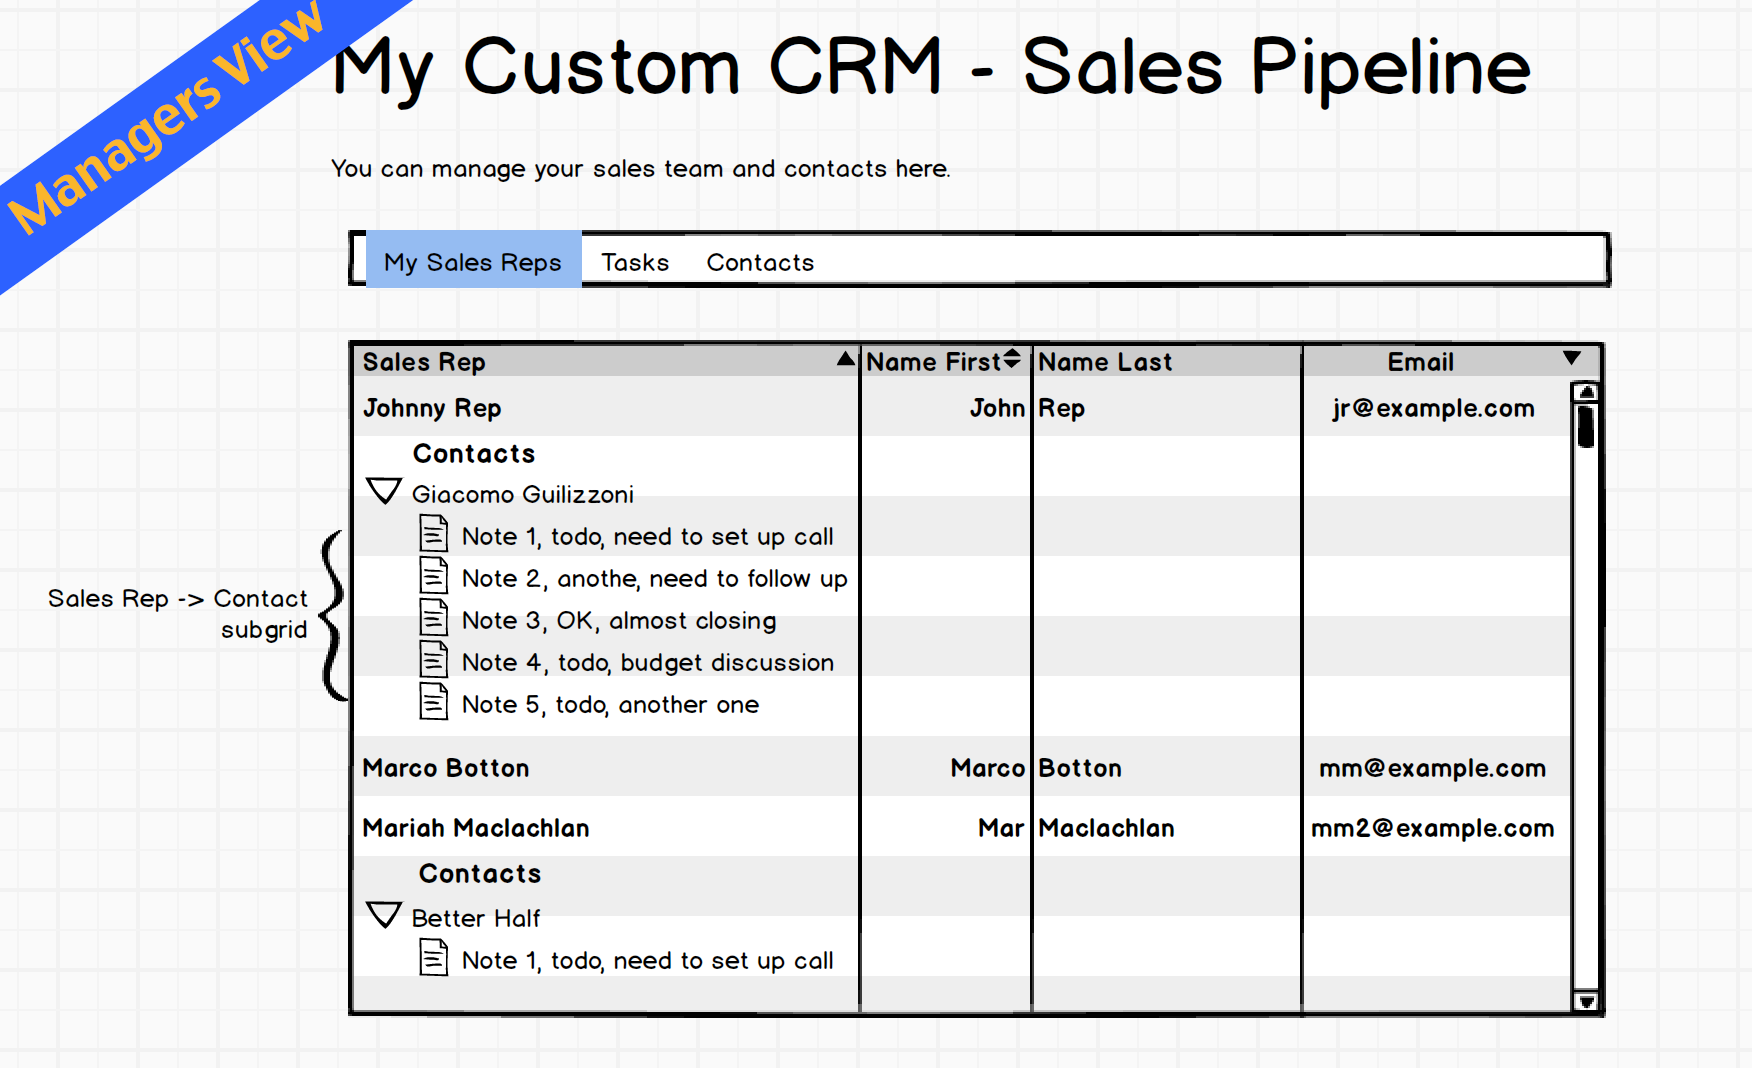 Managers View
My Custom CRM - Sales Pipeline
You can manage your sales team and contacts here.
My Sales Reps Tasks Contacts
Sales Rep Name First Name Last Email
Johnny Rep John Rep jr@example.com
Contacts
Giacomo Guilizzoni
Note 1, todo, need to set up call
Note 2, anothe, need to follow up
Note 3, OK, almost closing
Note 4, todo, budget discussion
Note 5, todo, another one
Sales Rep -> Contact
subgrid
Marco Botton Marco Botton mm@example.com
Mariah Maclachlan Mar Maclachlan mm2@example.com
Contacts
Better Half
Note 1, todo, need to set up call